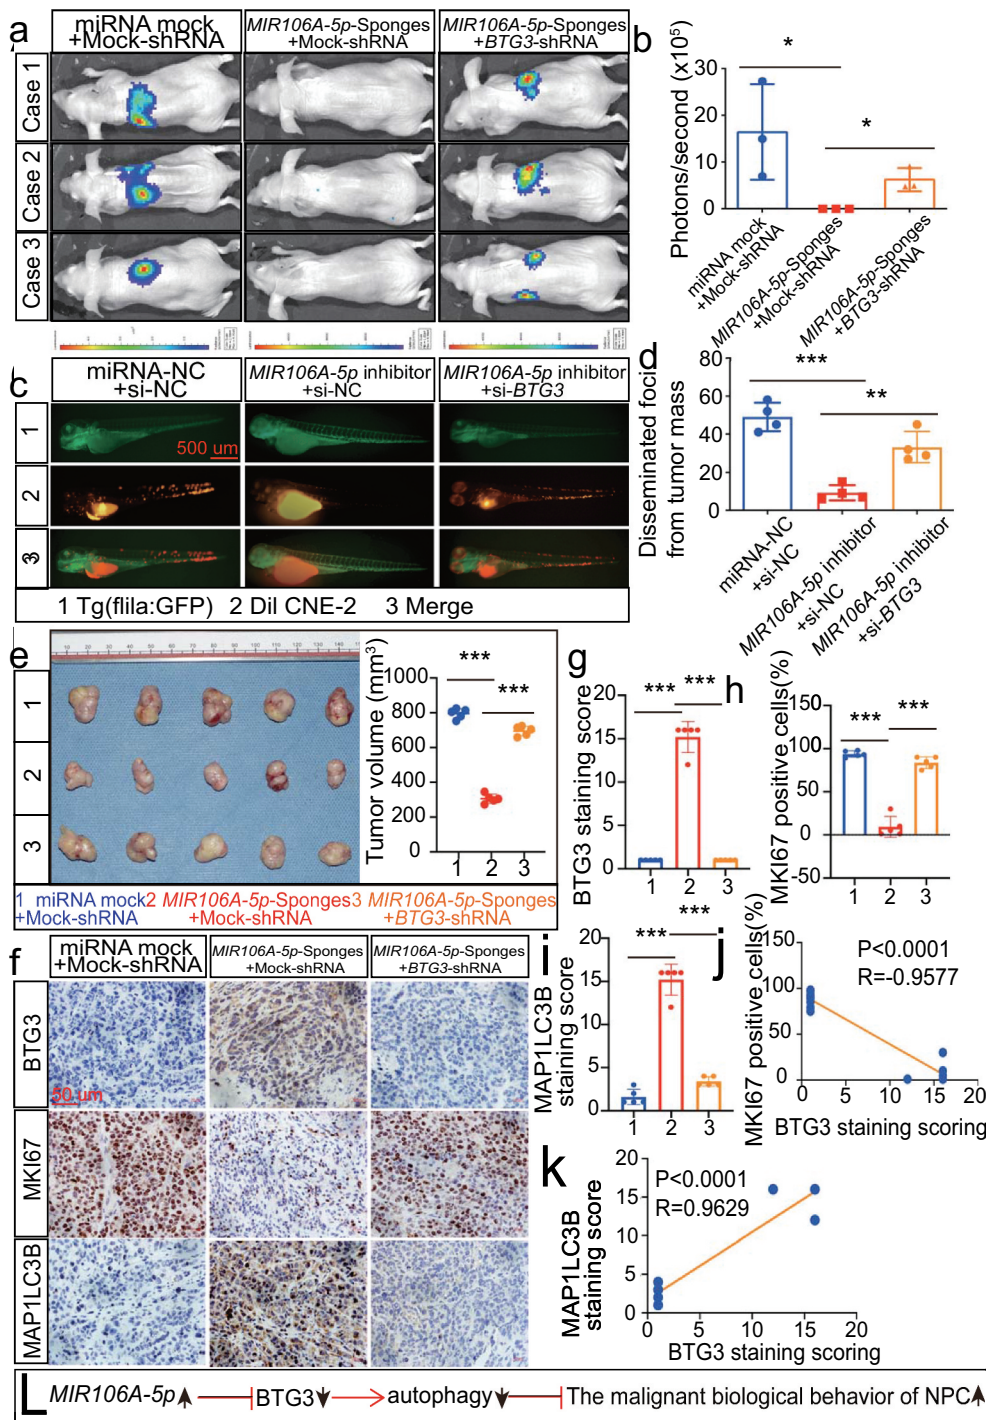 a
miRNA mock
+Mock-shRNA
MIR106A-5p-Sponges
+Mock-shRNA
MIR106A-5p-Sponges
+BTG3-shRNA
Case 1
Case 2
Case 3
b
Photons/second (x10⁵)
30
20
10
0
*
*
miRNA mock
+Mock-shRNA
MIR106A-5p-Sponges
+Mock-shRNA
MIR106A-5p-Sponges
+BTG3-shRNA
c
miRNA-NC
+si-NC
MIR106A-5p inhibitor
+si-NC
MIR106A-5p inhibitor
+si-BTG3
1
500 um
2
3
1 Tg(flila:GFP) 2 Dil CNE-2 3 Merge
d
Disseminated foci
from tumor mass
80
60
40
20
0
***
**
miRNA-NC
+si-NC
MIR106A-5p inhibitor
+si-NC
MIR106A-5p inhibitor
+si-BTG3
e
1
2
3
Tumor volume (mm³)
1000
800
600
400
200
0
***
***
1 2 3
1 miRNA mock
+Mock-shRNA
2 MIR106A-5p-Sponges
+Mock-shRNA
3 MIR106A-5p-Sponges
+BTG3-shRNA
f
miRNA mock
+Mock-shRNA
MIR106A-5p-Sponges
+Mock-shRNA
MIR106A-5p-Sponges
+BTG3-shRNA
BTG3
50 um
MKI67
MAP1LC3B
g
BTG3 staining score
20
15
10
5
0
*** ***
1 2 3
h
MKI67 positive cells(%)
150
100
50
0
-50
*** ***
1 2 3
i
MAP1LC3B
staining score
20
15
10
5
0
***
***
1 2 3
j
MKI67 positive cells(%)
150
100
50
0
P<0.0001
R=-0.9577
0 5 10 15 20
BTG3 staining scoring
k
MAP1LC3B
staining score
20
15
10
5
0
P<0.0001
R=0.9629
0 5 10 15 20
BTG3 staining scoring
L
MIR106A-5p BTG3 autophagy The malignant biological behavior of NPC